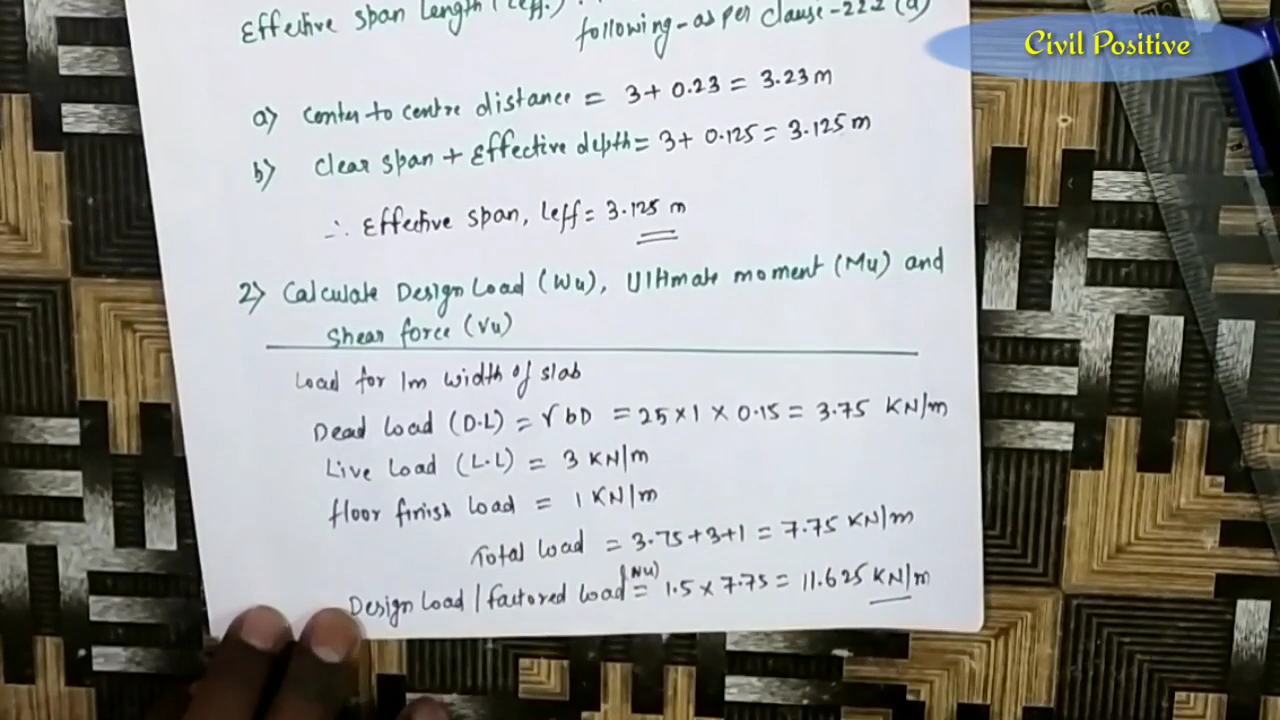 Effective span length (Leff.)
following-as per clause-22.2 (a)
Civil Positive
a) Center to centre distance = 3 + 0.23 = 3.23 m
b) Clear span + Effective depth = 3 + 0.125 = 3.125 m
∴ Effective span, leff = 3.125 m
2) Calculate Design Load (Wu), Ultimate moment (Mu) and
Shear force (Vu)
Load for 1m width of slab
Dead Load (D.L) = γbD = 25 × 1 × 0.15 = 3.75 KN/m
Live Load (L.L) = 3 KN/m
floor finish load = 1 KN/m
Total load = 3.75+3+1 = 7.75 KN/m
Design Load / factored load (Wu) = 1.5 × 7.75 = 11.625 KN/m